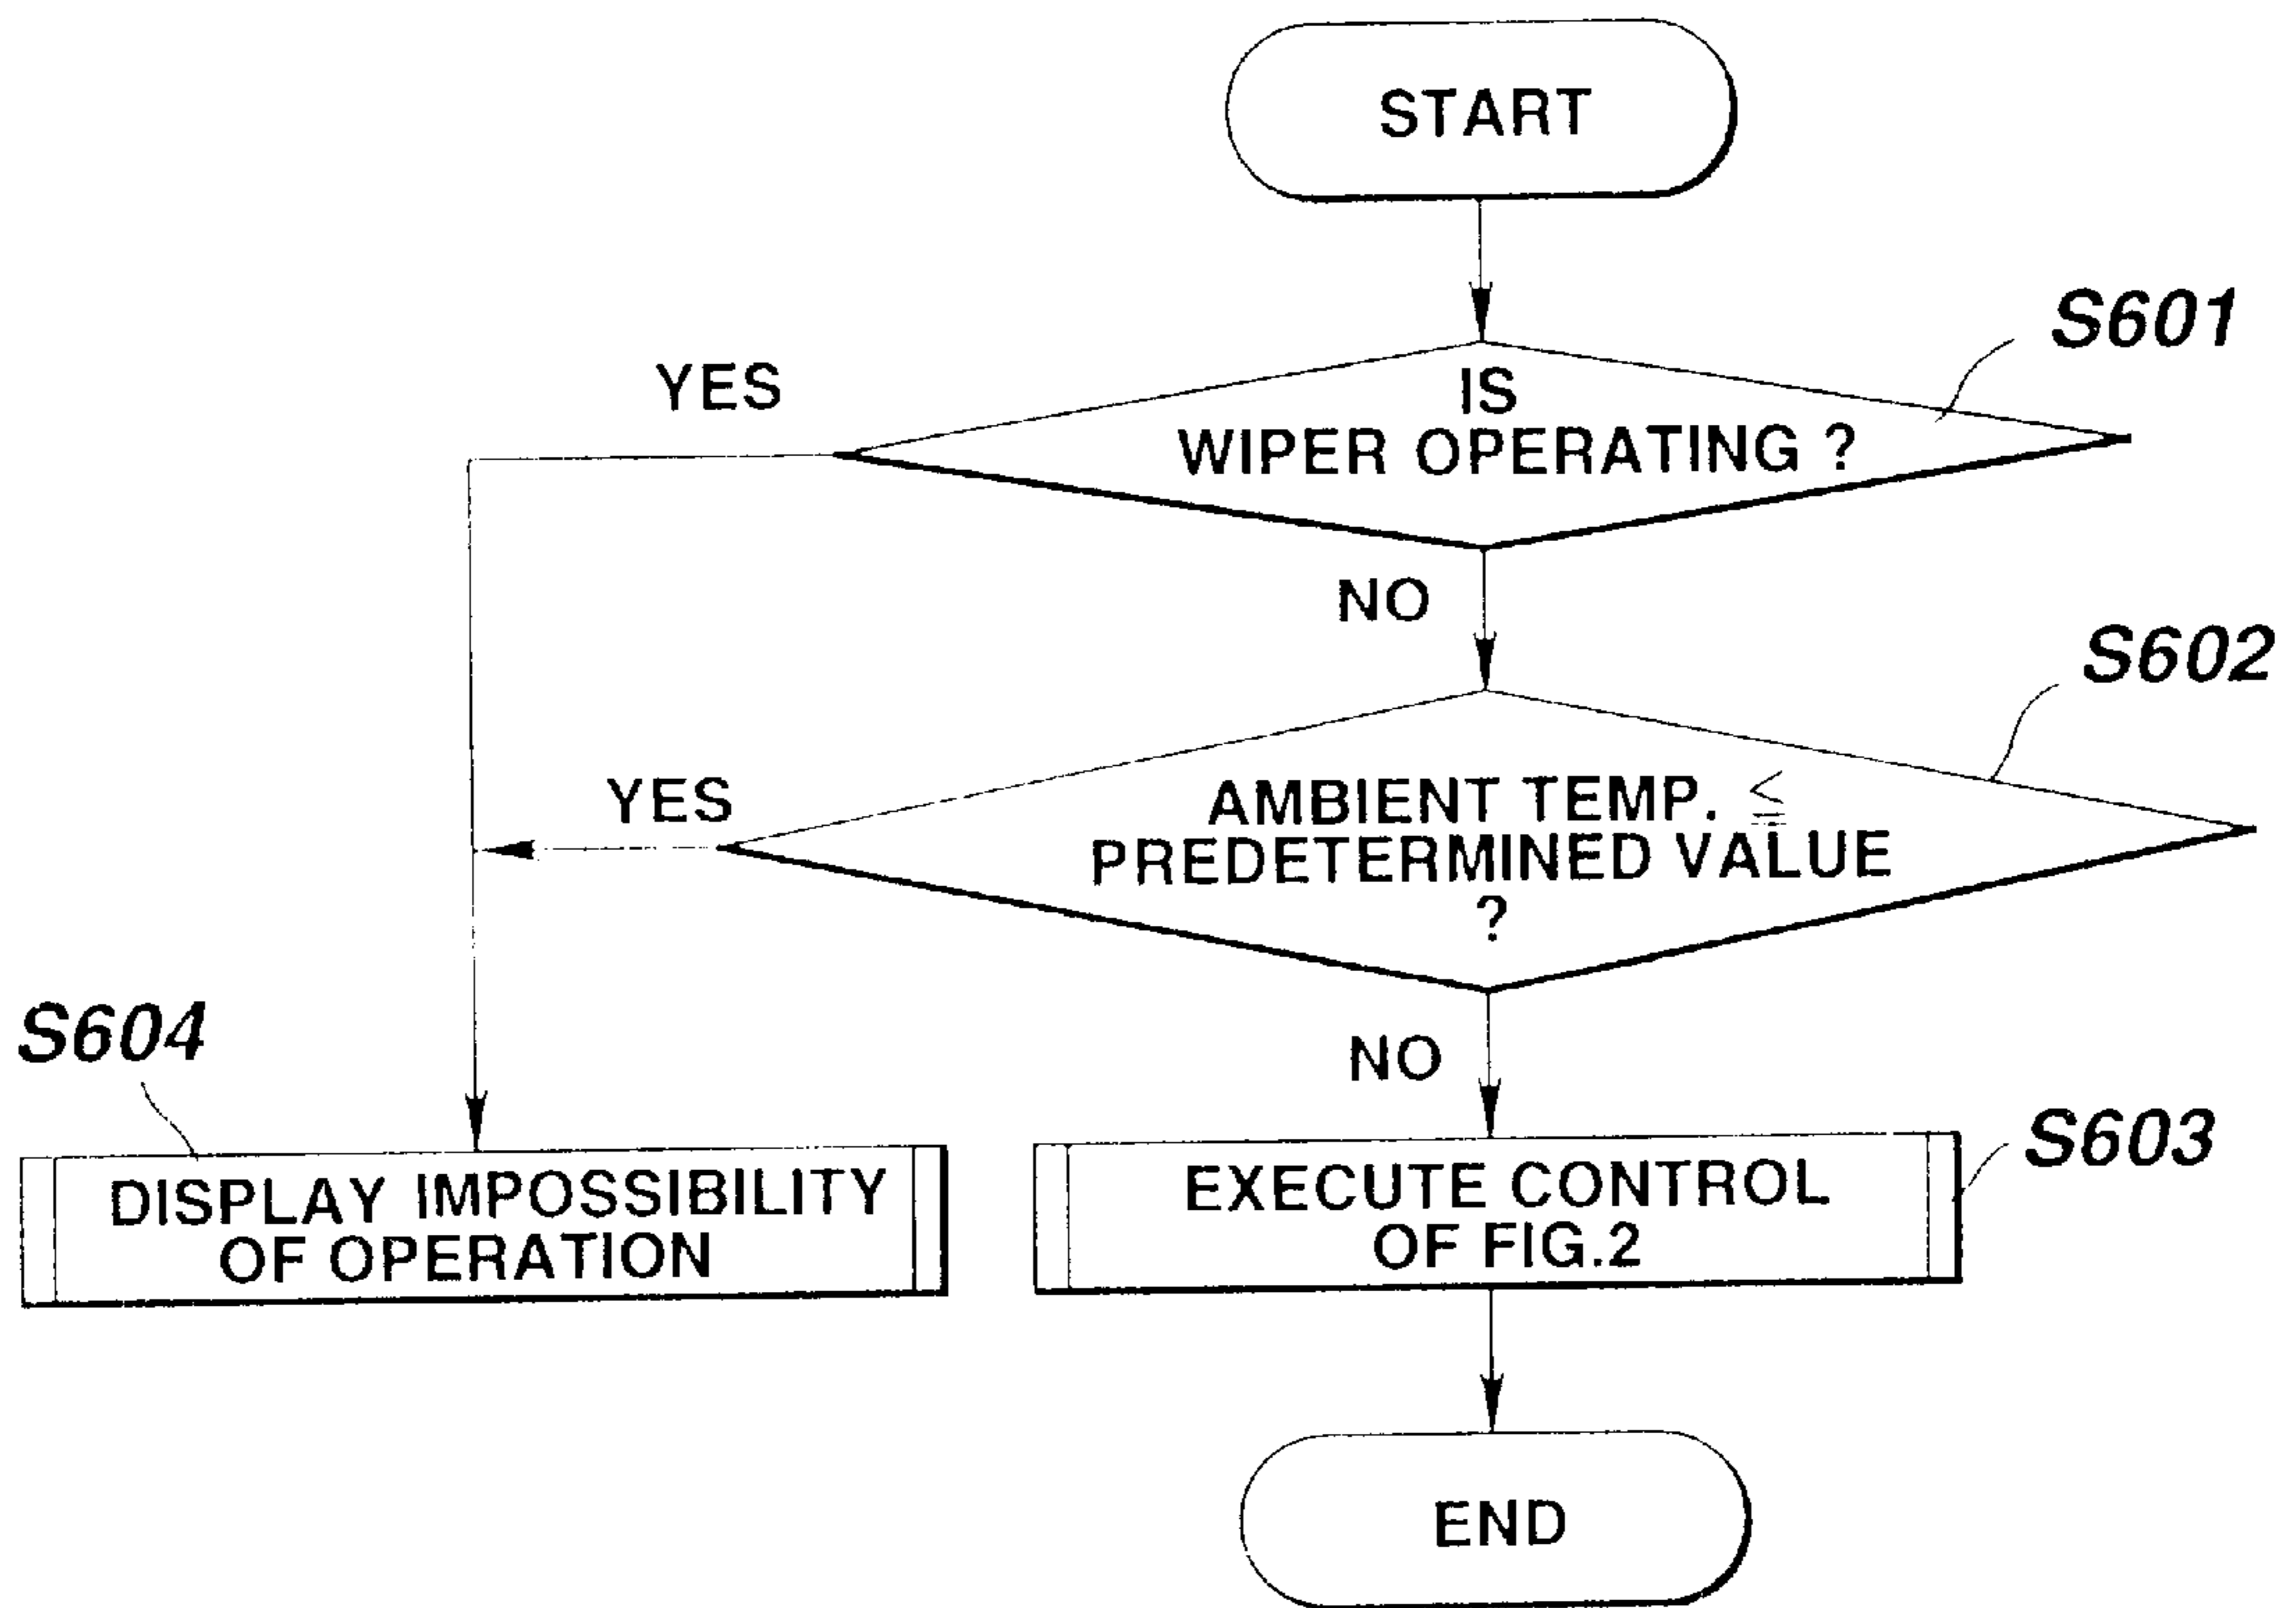 START
S601
YES
IS
WIPER OPERATING ?
NO
S602
YES
AMBIENT TEMP. ≦
PREDETERMINED VALUE
?
S604
NO
S603
DISPLAY IMPOSSIBILITY
OF OPERATION
EXECUTE CONTROL
OF FIG.2
END